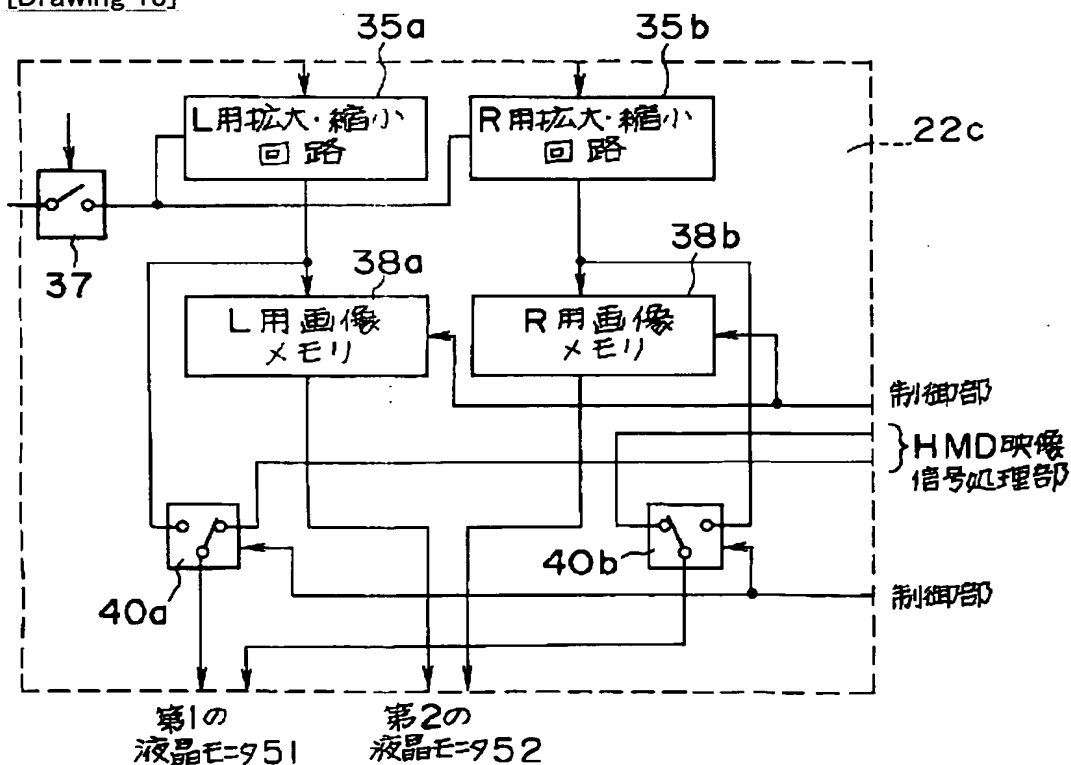 35a
35b
L用拡大・縮小
回路
R用拡大・縮小
回路
22c
37
38a
38b
L用画像
メモリ
R用画像
メモリ
制御部
HMD映像
信号処理部
40a
40b
制御部
第1の
液晶モニタ51
第2の
液晶モニタ52